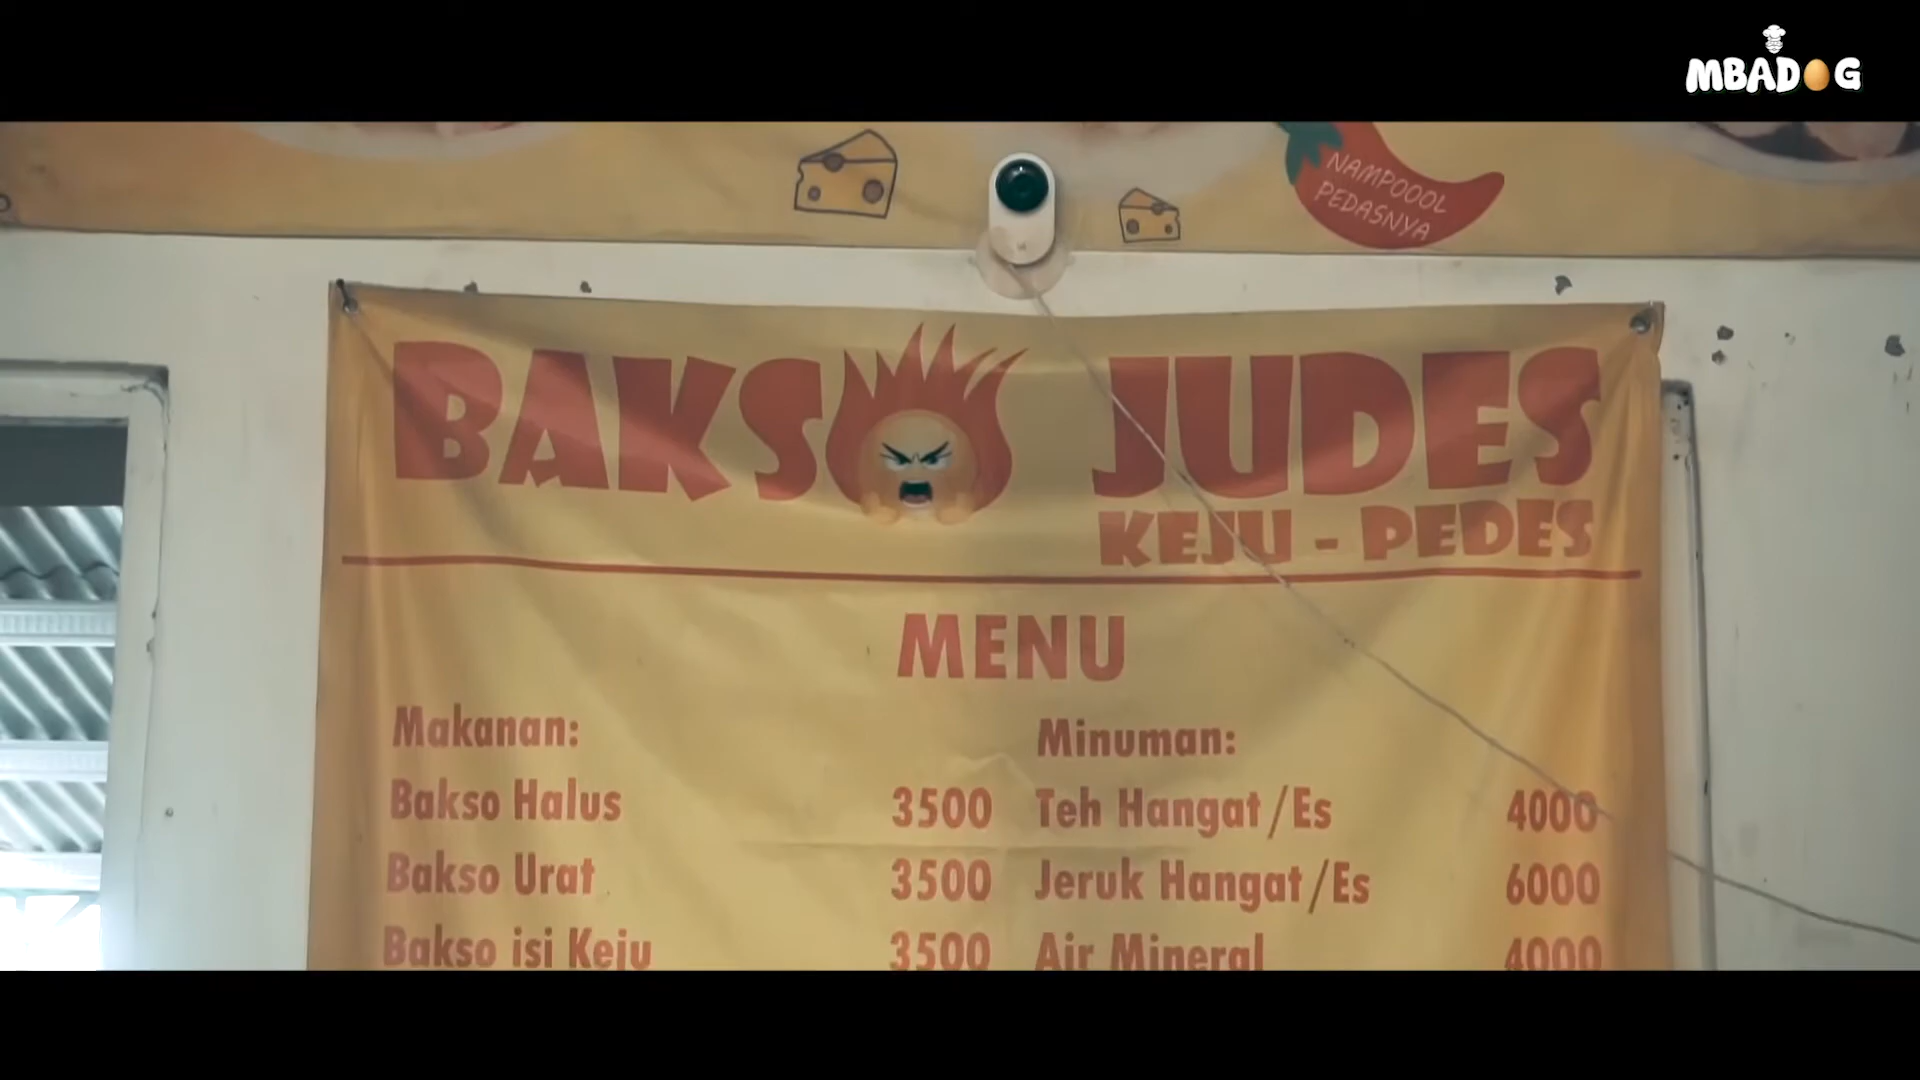 MBADOG
NAMPOOOL
PEDASNYA
BAKSO JUDES
KEJU - PEDES
MENU
Makanan:
Bakso Halus 3500
Bakso Urat 3500
Bakso isi Keju 3500
Minuman:
Teh Hangat/Es 4000
Jeruk Hangat/Es 6000
Air Mineral 4000